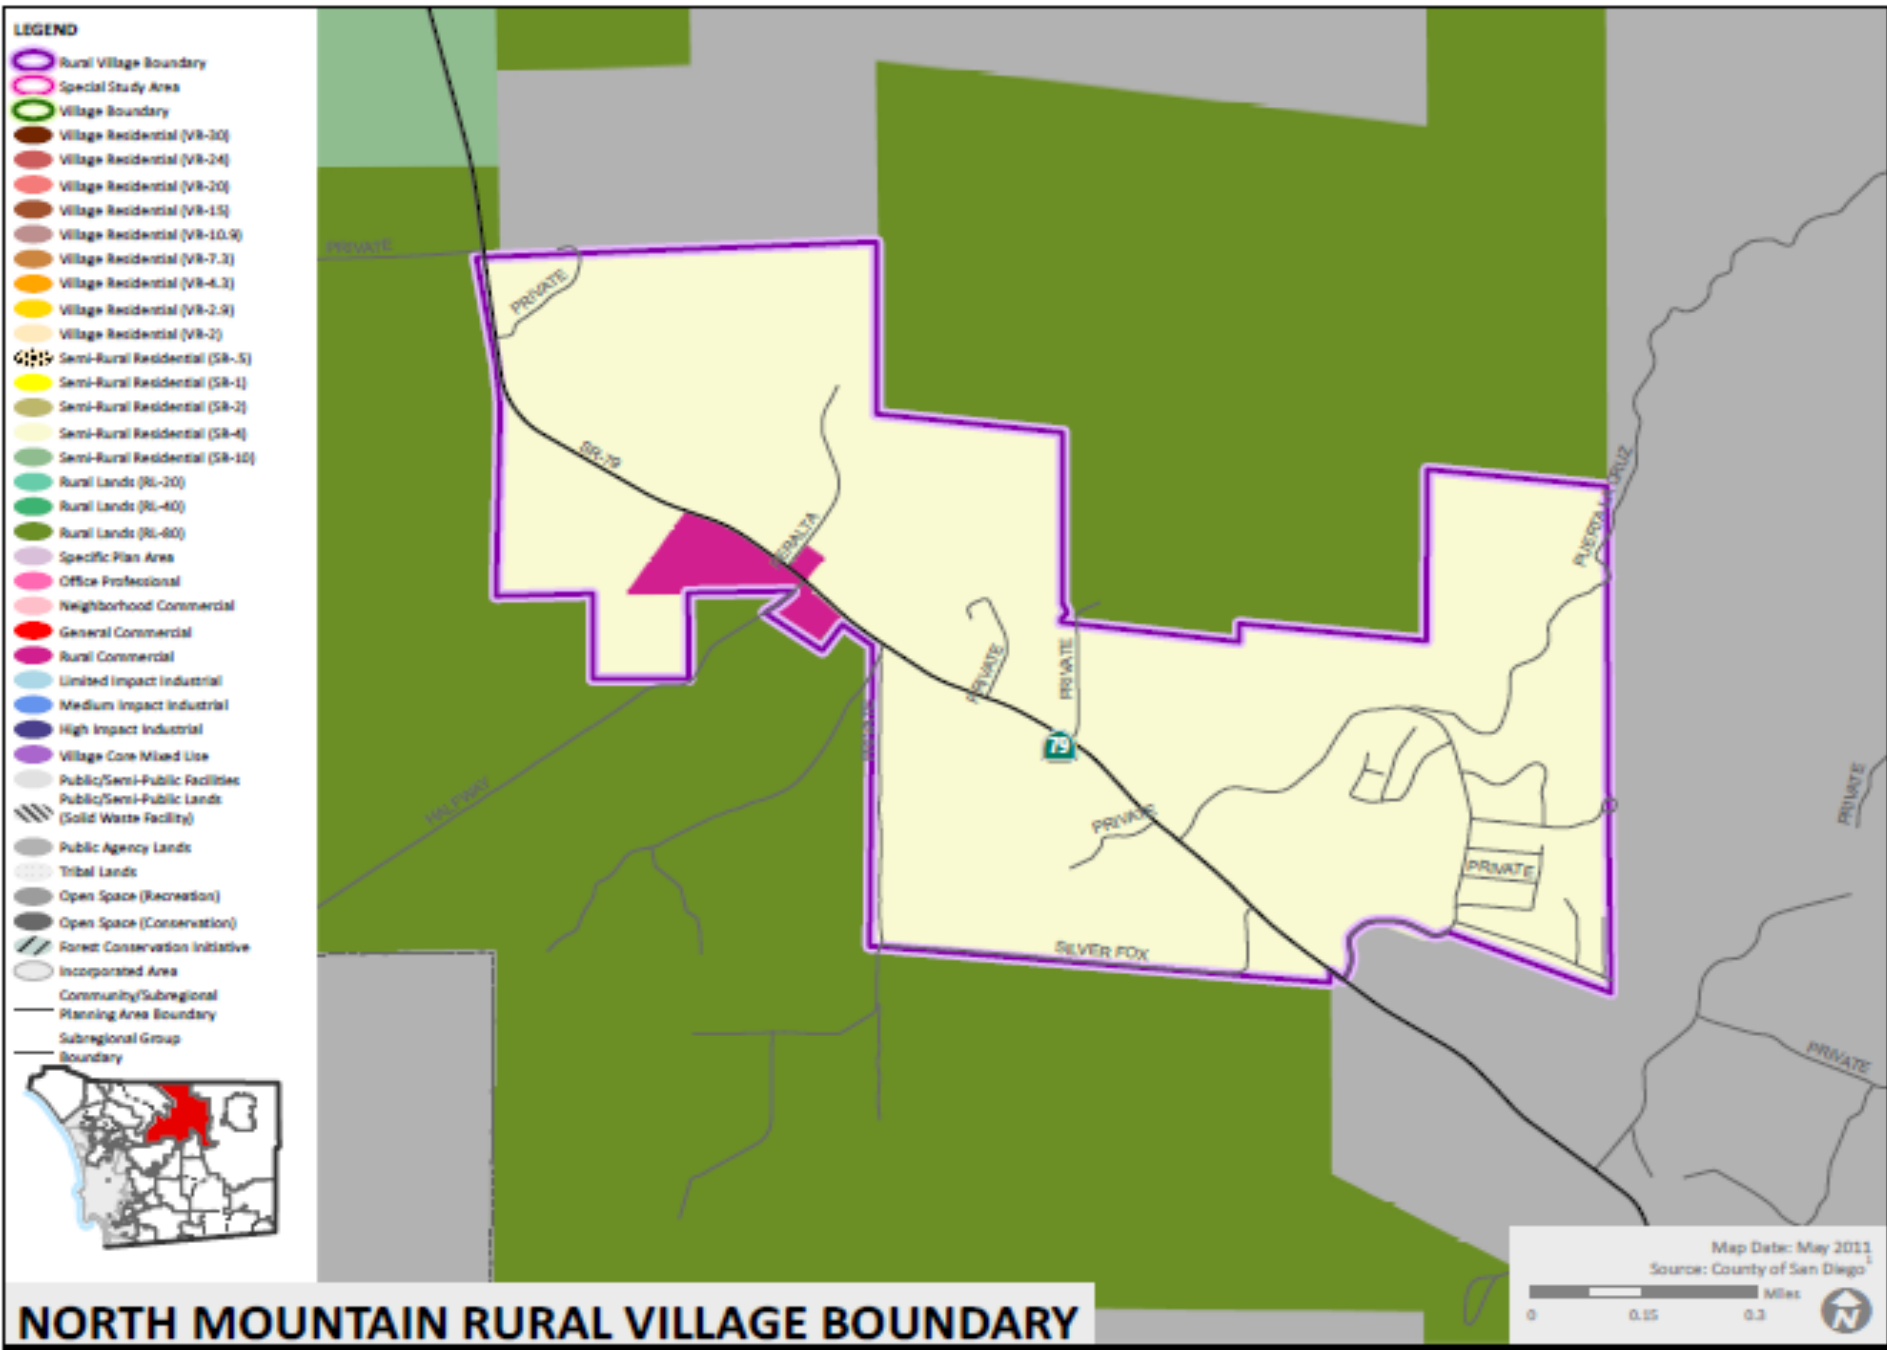 LEGEND
Rural Village Boundary
Special Study Area
Village Boundary
Village Residential (VR-30)
Village Residential (VR-24)
Village Residential (VR-20)
Village Residential (VR-15)
Village Residential (VR-10.9)
Village Residential (VR-7.3)
Village Residential (VR-4.3)
Village Residential (VR-2.9)
Village Residential (VR-2)
Semi-Rural Residential (SR-.5)
Semi-Rural Residential (SR-1)
Semi-Rural Residential (SR-2)
Semi-Rural Residential (SR-4)
Semi-Rural Residential (SR-10)
Rural Lands (RL-20)
Rural Lands (RL-40)
Rural Lands (RL-80)
Specific Plan Area
Office Professional
Neighborhood Commercial
General Commercial
Rural Commercial
Limited Impact Industrial
Medium Impact Industrial
High Impact Industrial
Village Core Mixed Use
Public/Semi-Public Facilities
Public/Semi-Public Lands
(Solid Waste Facility)
Public Agency Lands
Tribal Lands
Open Space (Recreation)
Open Space (Conservation)
Forest Conservation Initiative
Incorporated Area
Community/Subregional
Planning Area Boundary
Subregional Group
Boundary
PRIVATE
PRIVATE
SR-79
PRIVATE
PRIVATE
79
HALFWAY
PRIVATE
PRIVATE
PRIVATE
SILVER FOX
PRIVATE
Map Date: May 2011
Source: County of San Diego
1
Miles
0 0.15 0.3
N
NORTH MOUNTAIN RURAL VILLAGE BOUNDARY